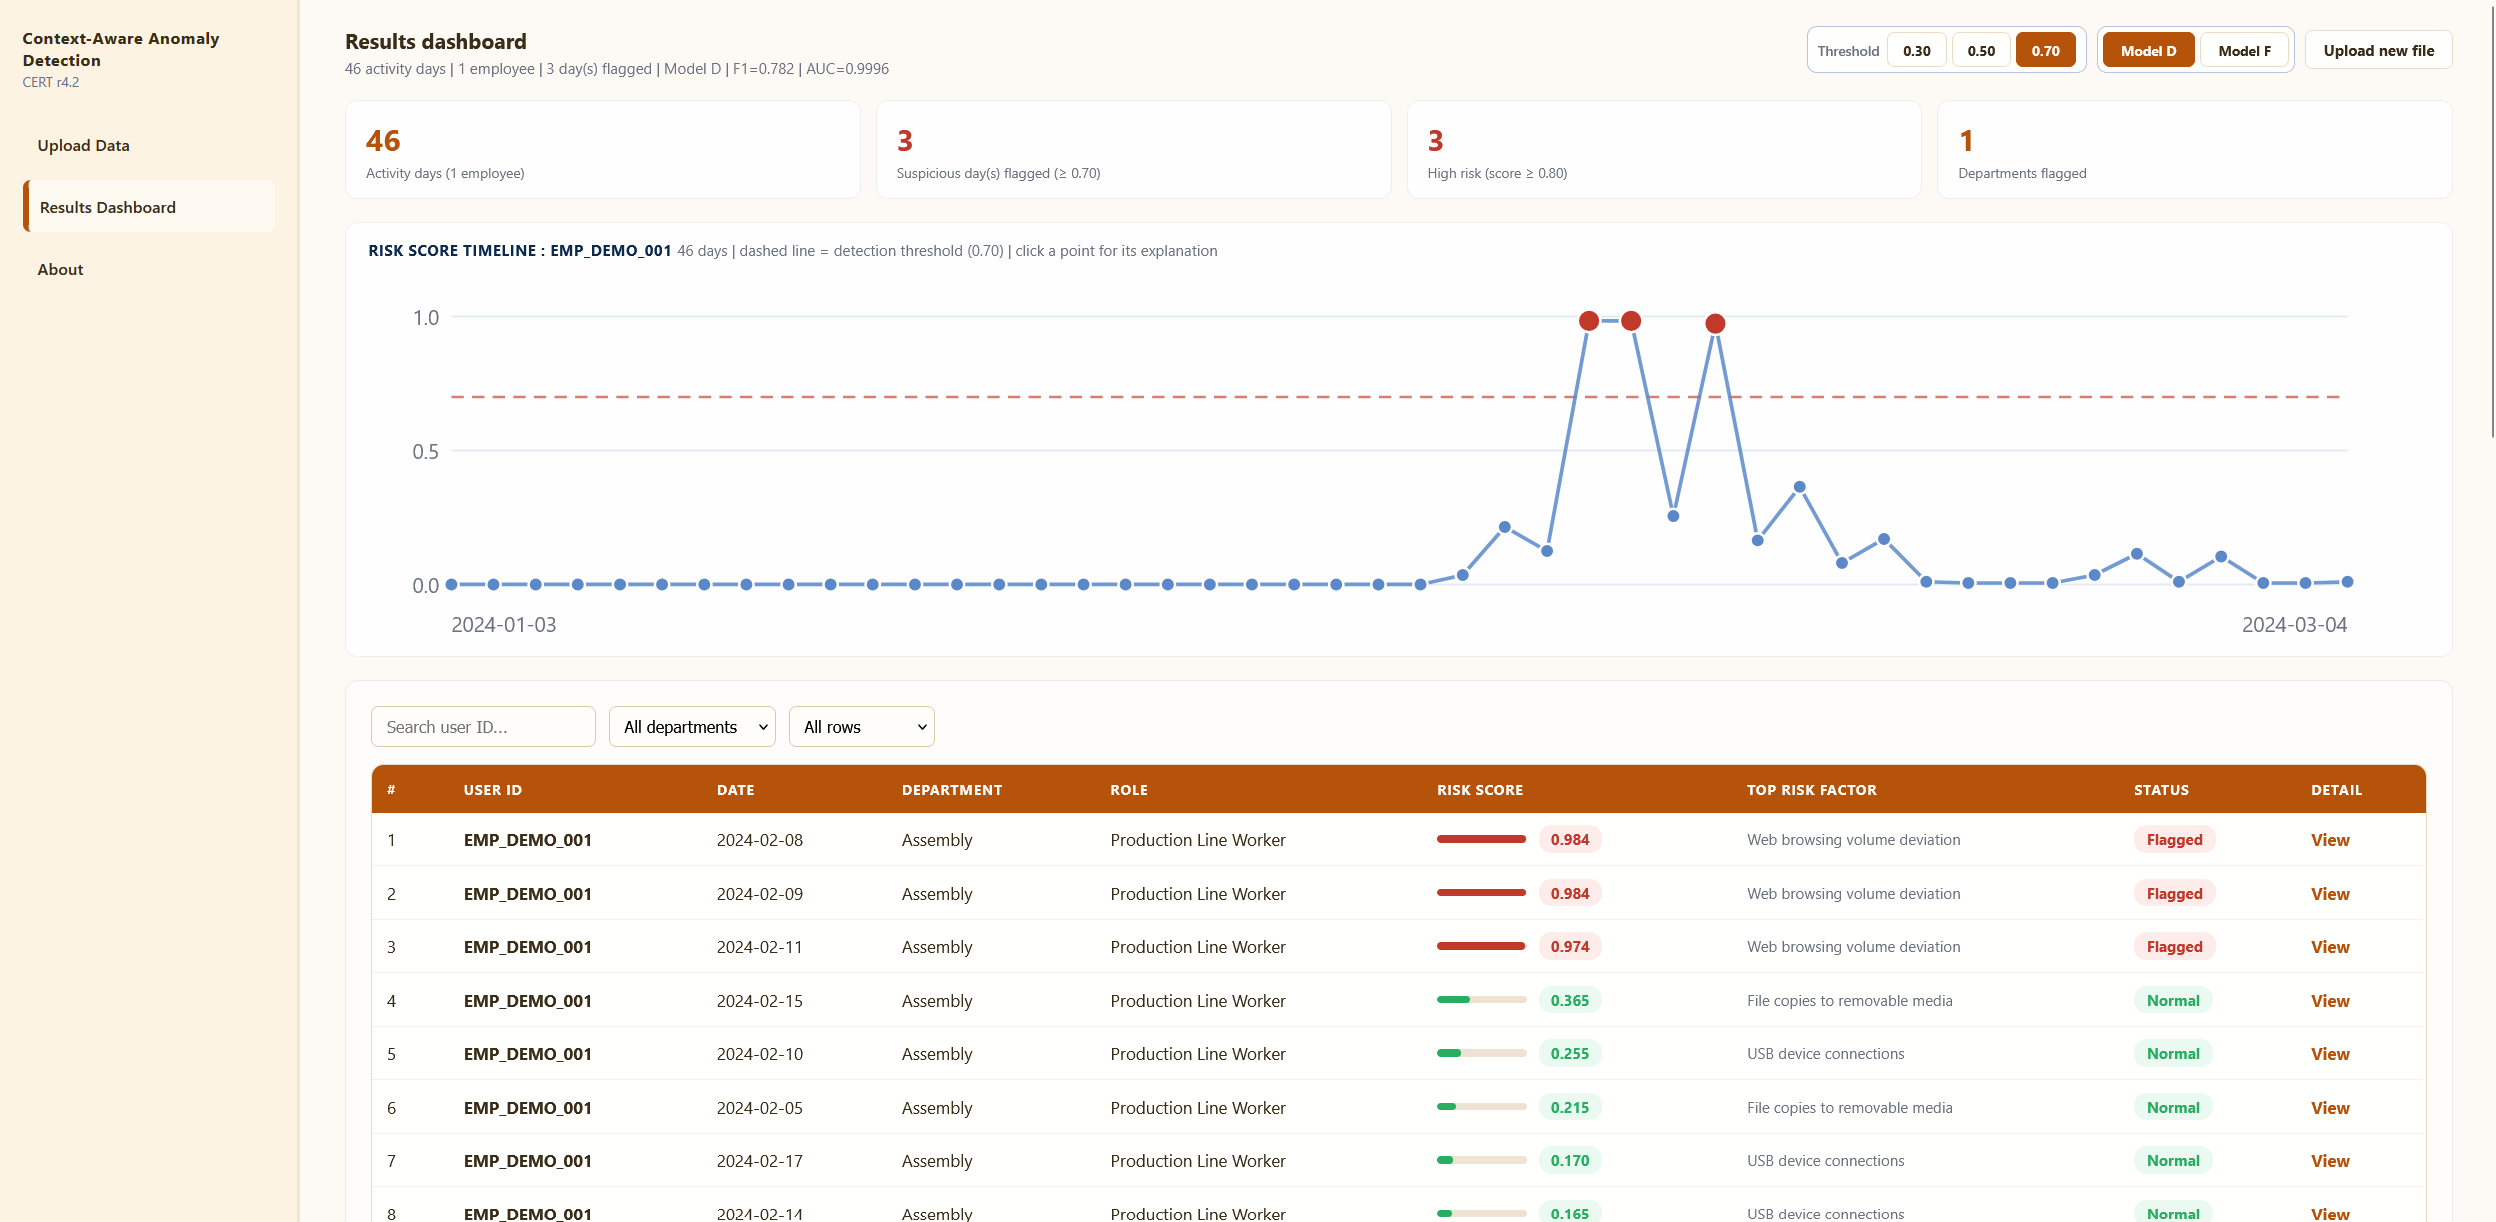 Context-Aware Anomaly
Detection
CERT r4.2
Upload Data
Results Dashboard
About
Results dashboard
46 activity days | 1 employee | 3 day(s) flagged | Model D | F1=0.782 | AUC=0.9996
Threshold 0.30 0.50 0.70 Model D Model F Upload new file
46
Activity days (1 employee)
3
Suspicious day(s) flagged (≥ 0.70)
3
High risk (score ≥ 0.80)
1
Departments flagged
RISK SCORE TIMELINE : EMP_DEMO_001 46 days | dashed line = detection threshold (0.70) | click a point for its explanation
1.0
0.5
0.0
2024-01-03 2024-03-04
Search user ID... All departments All rows
# USER ID DATE DEPARTMENT ROLE RISK SCORE TOP RISK FACTOR STATUS DETAIL
1 EMP_DEMO_001 2024-02-08 Assembly Production Line Worker 0.984 Web browsing volume deviation Flagged View
2 EMP_DEMO_001 2024-02-09 Assembly Production Line Worker 0.984 Web browsing volume deviation Flagged View
3 EMP_DEMO_001 2024-02-11 Assembly Production Line Worker 0.974 Web browsing volume deviation Flagged View
4 EMP_DEMO_001 2024-02-15 Assembly Production Line Worker 0.365 File copies to removable media Normal View
5 EMP_DEMO_001 2024-02-10 Assembly Production Line Worker 0.255 USB device connections Normal View
6 EMP_DEMO_001 2024-02-05 Assembly Production Line Worker 0.215 File copies to removable media Normal View
7 EMP_DEMO_001 2024-02-17 Assembly Production Line Worker 0.170 USB device connections Normal View
8 EMP_DEMO_001 2024-02-14 Assembly Production Line Worker 0.165 USB device connections Normal View